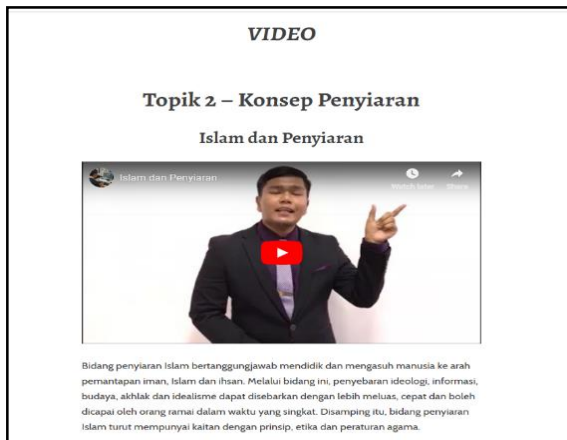 VIDEO
Topik 2 – Konsep Penyiaran
Islam dan Penyiaran
Islam dan Penyiaran
Watch later
Share
Bidang penyiaran Islam bertanggungjawab mendidik dan mengasuh manusia ke arah
pemantapan iman, Islam dan ihsan. Melalui bidang ini, penyebaran ideologi, informasi,
budaya, akhlak dan idealisme dapat disebarkan dengan lebih meluas, cepat dan boleh
dicapai oleh orang ramai dalam waktu yang singkat. Disamping itu, bidang penyiaran
Islam turut mempunyai kaitan dengan prinsip, etika dan peraturan agama.